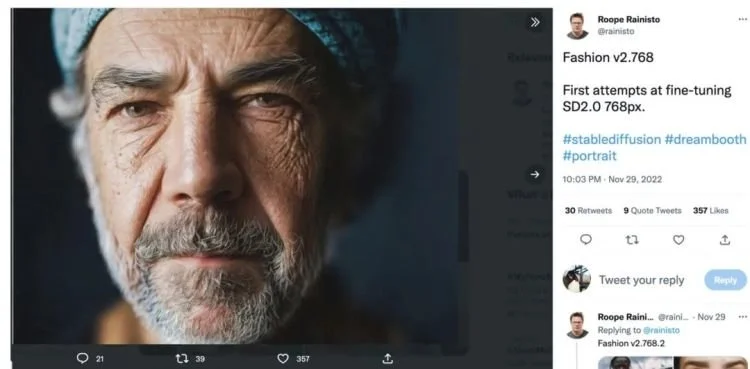 Roope Rainisto
@rainisto
Fashion v2.768
First attempts at fine-tuning
SD2.0 768px.
#stablediffusion #dreambooth
#portrait
10:03 PM · Nov 29, 2022
30 Retweets 9 Quote Tweets 357 Likes
Tweet your reply
Reply
Roope Raini... @raini... · Nov 29
Replying to @rainisto
Fashion v2.768.2
21 39 357